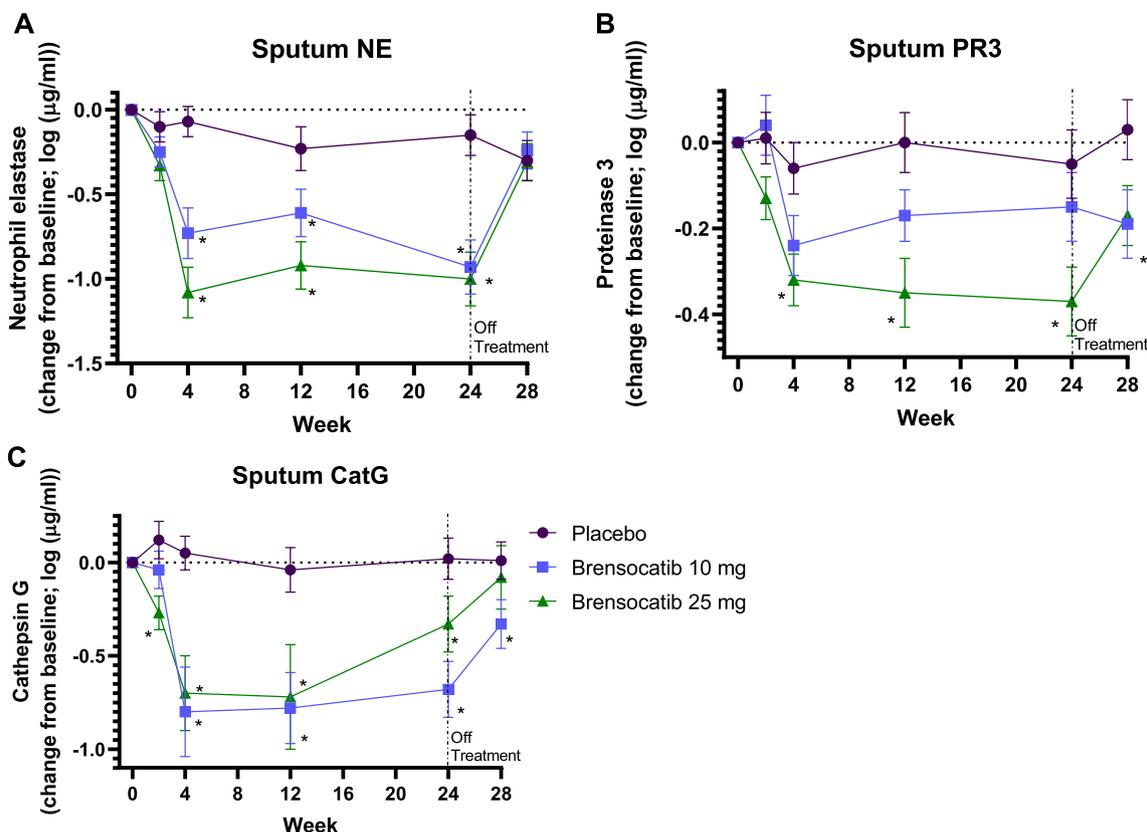 A
Sputum NE
Neutrophil elastase
(change from baseline; log (μg/ml))
0.0
-0.5
-1.0
-1.5
*
*
*
*
*
*
Off
Treatment
0 4 8 12 16 20 24 28
Week
B
Sputum PR3
Proteinase 3
(change from baseline; log (μg/ml))
0.0
-0.2
-0.4
*
*
*
*
Off
Treatment
0 4 8 12 16 20 24 28
Week
C
Sputum CatG
Cathepsin G
(change from baseline; log (μg/ml))
0.0
-0.5
-1.0
*
*
*
*
*
*
*
*
Off
Treatment
0 4 8 12 16 20 24 28
Week
Placebo
Brensocatib 10 mg
Brensocatib 25 mg